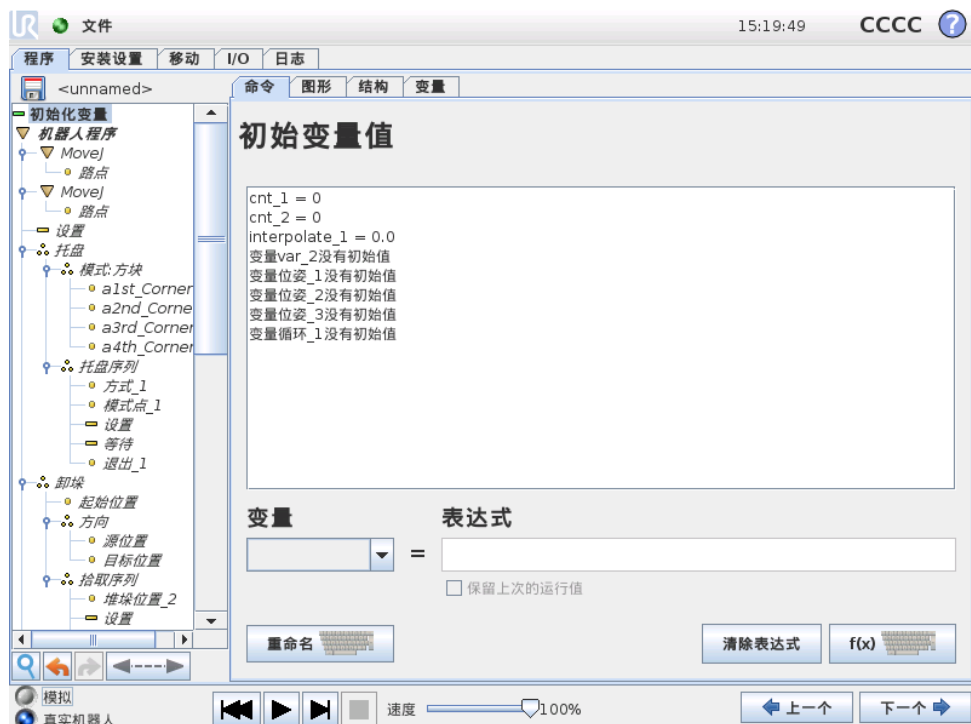 UR 文件 15:19:49 CCCC ?
程序 安装设置 移动 I/O 日志
<unnamed>
命令 图形 结构 变量
初始化变量
机器人程序
MoveJ
路点
MoveJ
路点
设置
托盘
模式:方块
a1st_Corner
a2nd_Corne
a3rd_Corner
a4th_Corner
托盘序列
方式_1
模式点_1
设置
等待
退出_1
卸垛
起始位置
方向
源位置
目标位置
拾取序列
堆垛位置_2
设置
初始变量值
cnt_1 = 0
cnt_2 = 0
interpolate_1 = 0.0
变量var_2没有初始值
变量位姿_1没有初始值
变量位姿_2没有初始值
变量位姿_3没有初始值
变量循环_1没有初始值
变量 表达式
=
保留上次的运行值
重命名 清除表达式 f(x)
模拟
真实机器人
速度 100%
上一个 下一个